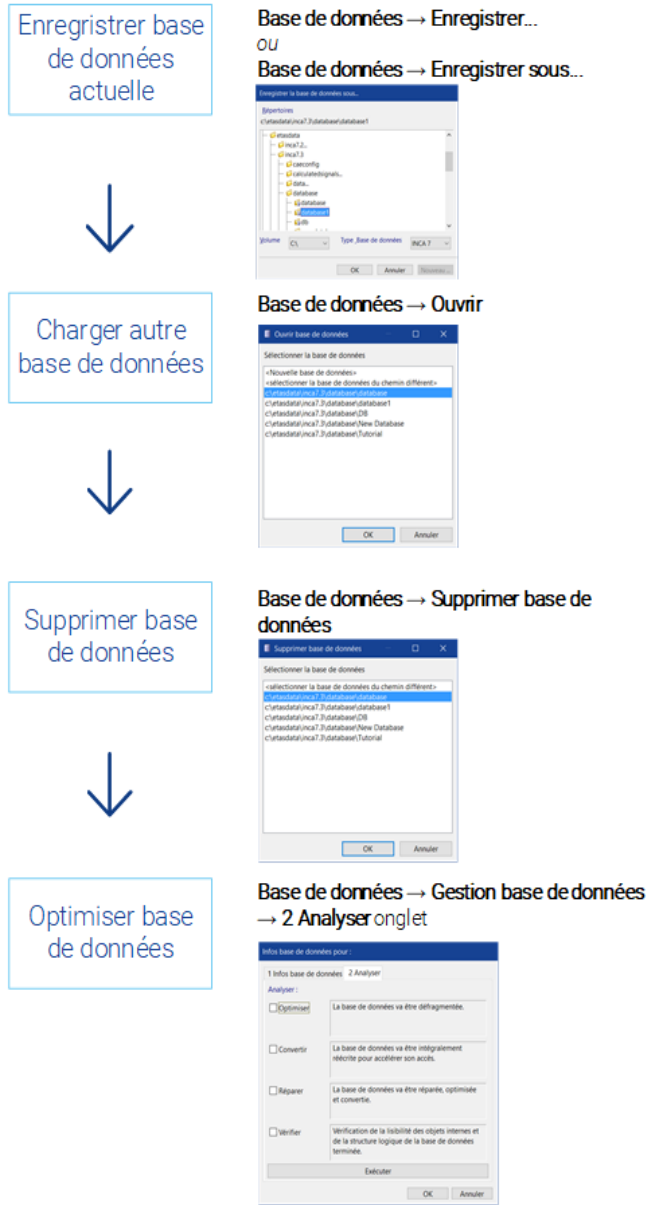 Enregistrer base
de données
actuelle
Base de données → Enregistrer...
ou
Base de données → Enregistrer sous...
Enregistrer la base de données sous...
Répertoires
c:\etasdata\inca7.3\database\database1
etasdata
inca7.2...
inca7.3
caeconfig
calculatedsignals...
data...
database
database
database1
db
Volume C:\ Type_Base de données INCA 7
OK Annuler Nouveau...
Charger autre
base de données
Base de données → Ouvrir
Ouvrir base de données
Sélectionner la base de données
<Nouvelle base de données>
<sélectionner la base de données du chemin différent>
c:\etasdata\inca7.3\database\database
c:\etasdata\inca7.3\database\database1
c:\etasdata\inca7.3\database\DB
c:\etasdata\inca7.3\database\New Database
c:\etasdata\inca7.3\database\Tutorial
OK Annuler
Supprimer base
de données
Base de données → Supprimer base de
données
Supprimer base de données
Sélectionner la base de données
<sélectionner la base de données du chemin différent>
c:\etasdata\inca7.3\database\database
c:\etasdata\inca7.3\database\database1
c:\etasdata\inca7.3\database\DB
c:\etasdata\inca7.3\database\New Database
c:\etasdata\inca7.3\database\Tutorial
OK Annuler
Optimiser base
de données
Base de données → Gestion base de données
→ 2 Analyser onglet
Infos base de données pour :
1 Infos base de données 2 Analyser
Analyser :
Optimiser La base de données va être défragmentée.
Convertir La base de données va être intégralement
réécrite pour accélérer son accès.
Réparer La base de données va être réparée, optimisée
et convertie.
Vérifier Vérification de la lisibilité des objets internes et
de la structure logique de la base de données
terminée.
Exécuter
OK Annuler